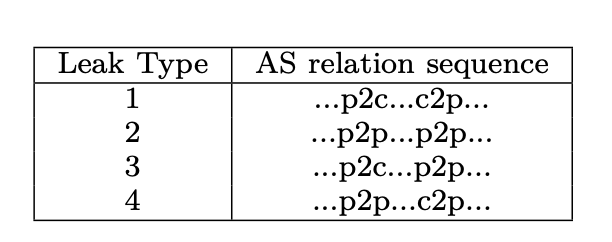 Leak Type AS relation sequence
1 ...p2c...c2p...
2 ...p2p...p2p...
3 ...p2c...p2p...
4 ...p2p...c2p...